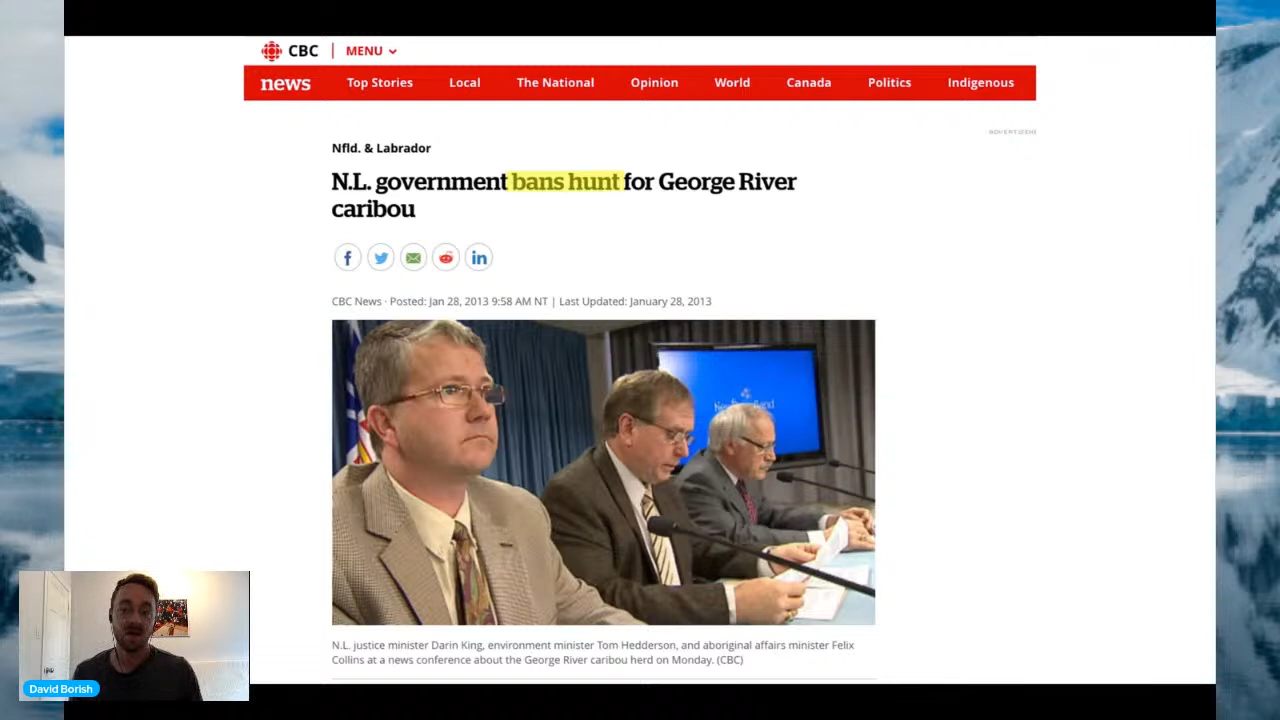 CBC MENU
news Top Stories Local The National Opinion World Canada Politics Indigenous
Nfld. & Labrador
N.L. government bans hunt for George River
caribou
CBC News · Posted: Jan 28, 2013 9:58 AM NT | Last Updated: January 28, 2013
N.L. justice minister Darin King, environment minister Tom Hedderson, and aboriginal affairs minister Felix
Collins at a news conference about the George River caribou herd on Monday. (CBC)
David Borish